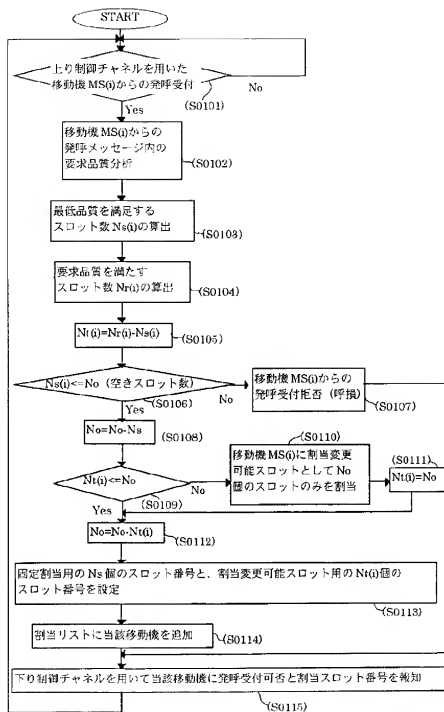 START
上り制御チャネルを用いた
移動機 MS(i)からの発呼受付
No
(S0101)
Yes
移動機 MS(i)からの
発呼メッセージ内の
要求品質分析
(S0102)
最低品質を満足する
スロット数 Ns(i)の算出
(S0103)
要求品質を満たす
スロット数 Nr(i)の算出
(S0104)
Nt(i)=Nr(i)-Ns(i)
(S0105)
Ns(i)<=No（空きスロット数）
No
(S0106)
Yes
移動機 MS(i)からの
発呼受付拒否（呼損）
(S0107)
No=No-Ns
(S0108)
(S0110)
移動機 MS(i)に割当変更
可能スロットとして No
個のスロットのみを割当
(S0111)
Nt(i)=No
Nt(i)<=No
No
(S0109)
Yes
No=No-Nt(i)
(S0112)
固定割当用の Ns 個のスロット番号と、割当変更可能スロット用の Nt(i)個の
スロット番号を設定
(S0113)
割当リストに当該移動機を追加
(S0114)
下り制御チャネルを用いて当該移動機に発呼受付可否と割当スロット番号を報知
(S0115)